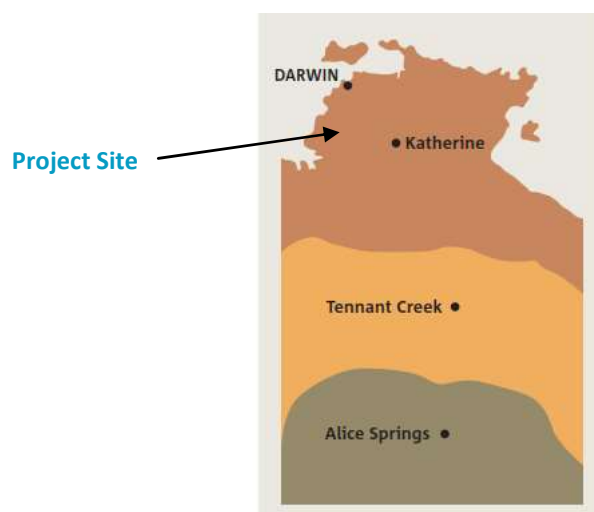 DARWIN
Katherine
Project Site
Tennant Creek
Alice Springs